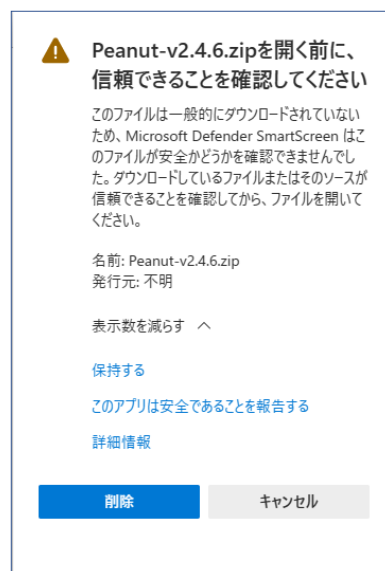 Peanut-v2.4.6.zipを開く前に、
信頼できることを確認してください
このファイルは一般的にダウンロードされていない
ため、Microsoft Defender SmartScreen はこ
のファイルが安全かどうかを確認できませんでし
た。ダウンロードしているファイルまたはそのソースが
信頼できることを確認してから、ファイルを開いて
ください。
名前: Peanut-v2.4.6.zip
発行元: 不明
表示数を減らす
保持する
このアプリは安全であることを報告する
詳細情報
削除
キャンセル